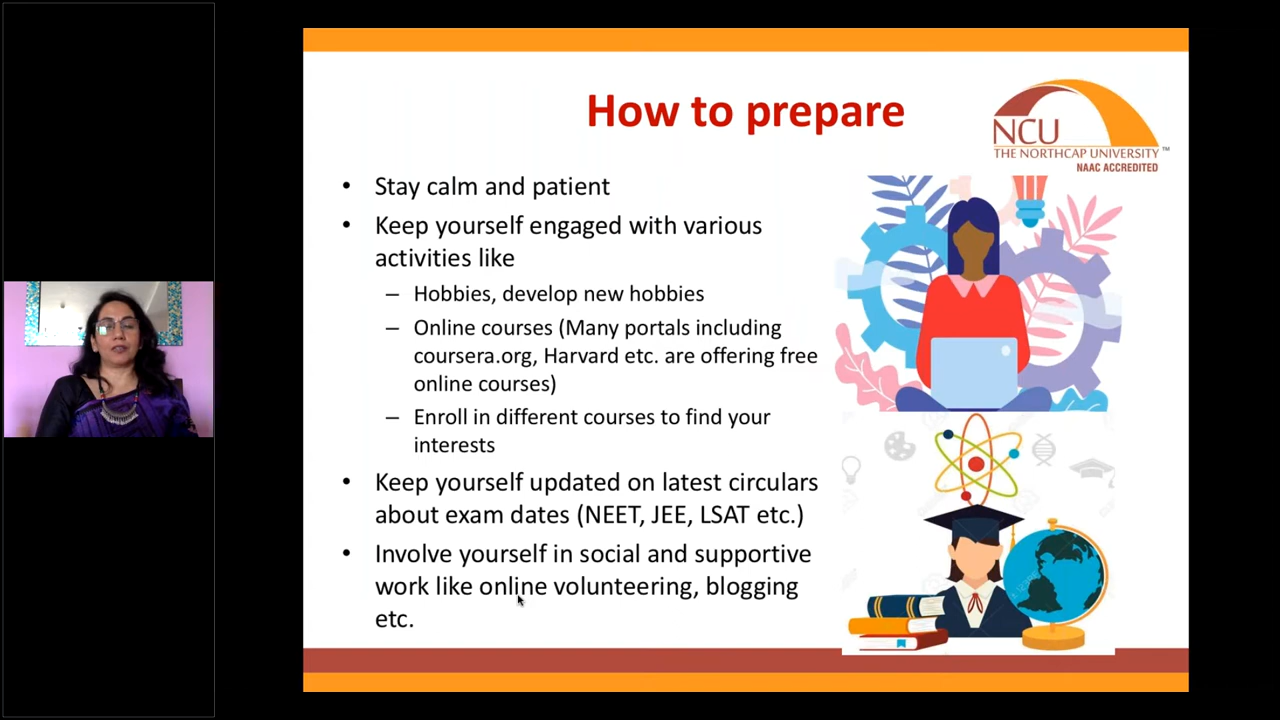 How to prepare
NCU
THE NORTHCAP UNIVERSITY™
NAAC ACCREDITED
• Stay calm and patient
• Keep yourself engaged with various
activities like
– Hobbies, develop new hobbies
– Online courses (Many portals including
coursera.org, Harvard etc. are offering free
online courses)
– Enroll in different courses to find your
interests
• Keep yourself updated on latest circulars
about exam dates (NEET, JEE, LSAT etc.)
• Involve yourself in social and supportive
work like online volunteering, blogging
etc.